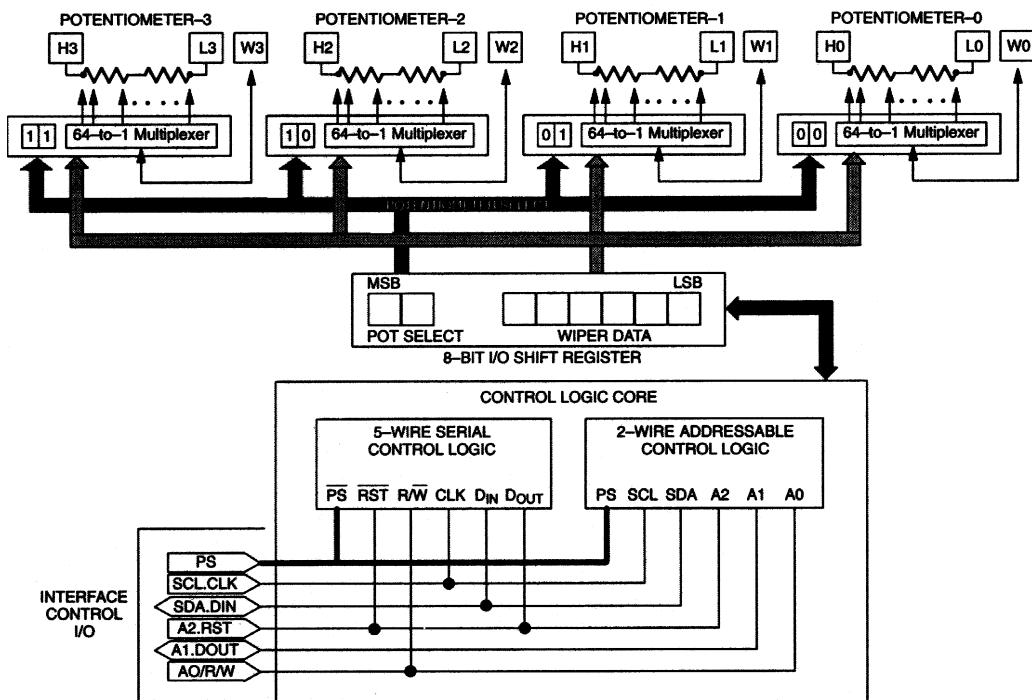 POTENTIOMETER–3 POTENTIOMETER–2 POTENTIOMETER–1 POTENTIOMETER–0
H3 L3 W3 H2 L2 W2 H1 L1 W1 H0 L0 W0
1 1 64–to–1 Multiplexer 1 0 64–to–1 Multiplexer 0 1 64–to–1 Multiplexer 0 0 64–to–1 Multiplexer
POTENTIOMETER SELECT
MSB LSB
POT SELECT WIPER DATA
8–BIT I/O SHIFT REGISTER
CONTROL LOGIC CORE
5–WIRE SERIAL
CONTROL LOGIC
P̅S̅ R̅S̅T̅ R/W̅ CLK DIN DOUT
2–WIRE ADDRESSABLE
CONTROL LOGIC
PS SCL SDA A2 A1 A0
INTERFACE
CONTROL
I/O
PS
SCL.CLK
SDA.DIN
A2.RST
A1.DOUT
AO/R/W